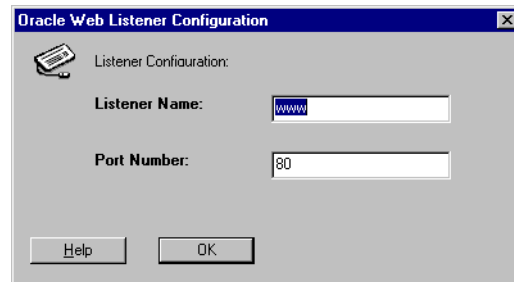 Oracle Web Listener Configuration
Listener Configuration:
Listener Name: www
Port Number: 80
Help OK